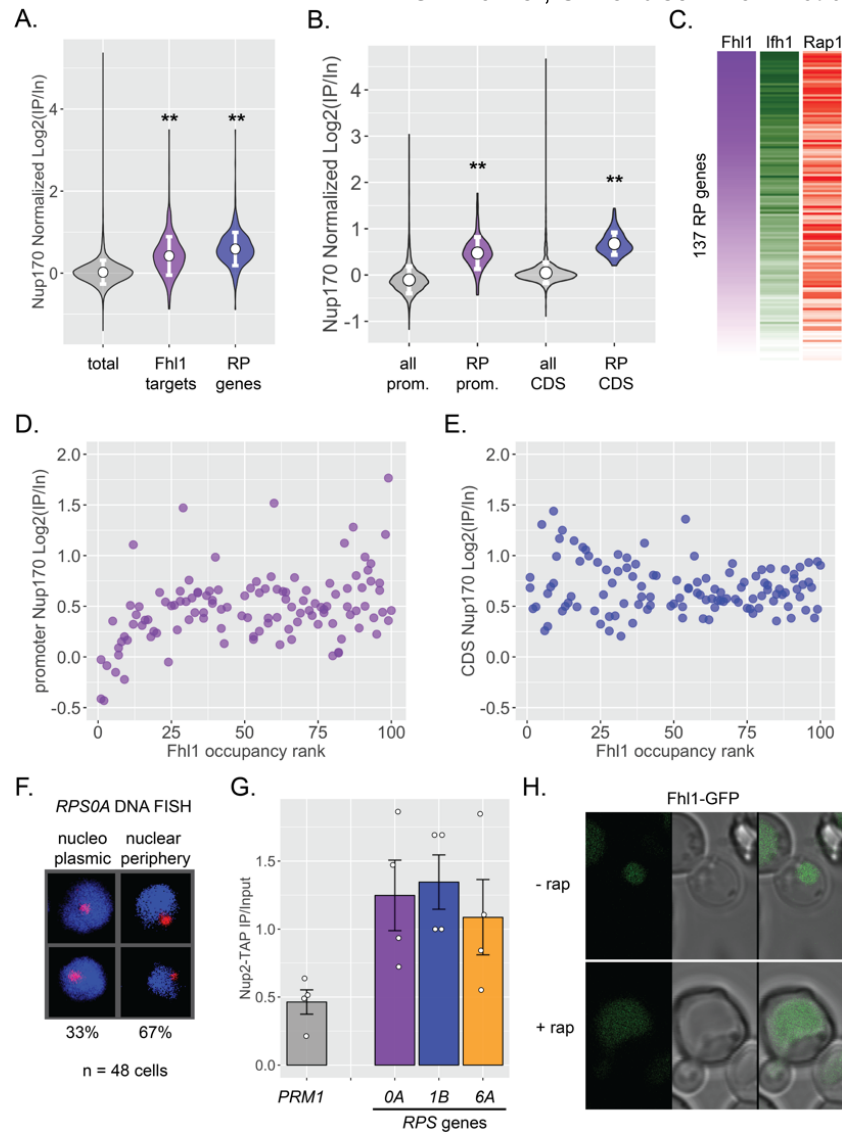 A.
Nup170 Normalized Log2(IP/In)
4
2
0
**
**
total
Fhl1
targets
RP
genes
B.
Nup170 Normalized Log2(IP/In)
4
3
2
1
0
-1
**
**
all
prom.
RP
prom.
all
CDS
RP
CDS
C.
Fhl1 Ifh1 Rap1
137 RP genes
D.
promoter Nup170 Log2(IP/In)
2.0
1.5
1.0
0.5
0.0
-0.5
0 25 50 75 100
Fhl1 occupancy rank
E.
CDS Nup170 Log2(IP/In)
2.0
1.5
1.0
0.5
0.0
-0.5
0 25 50 75 100
Fhl1 occupancy rank
F.
RPS0A DNA FISH
nucleo
plasmic
nuclear
periphery
33% 67%
n = 48 cells
G.
Nup2-TAP IP/Input
1.5
1.0
0.5
0.0
PRM1 0A 1B 6A
RPS genes
H.
Fhl1-GFP
- rap
+ rap